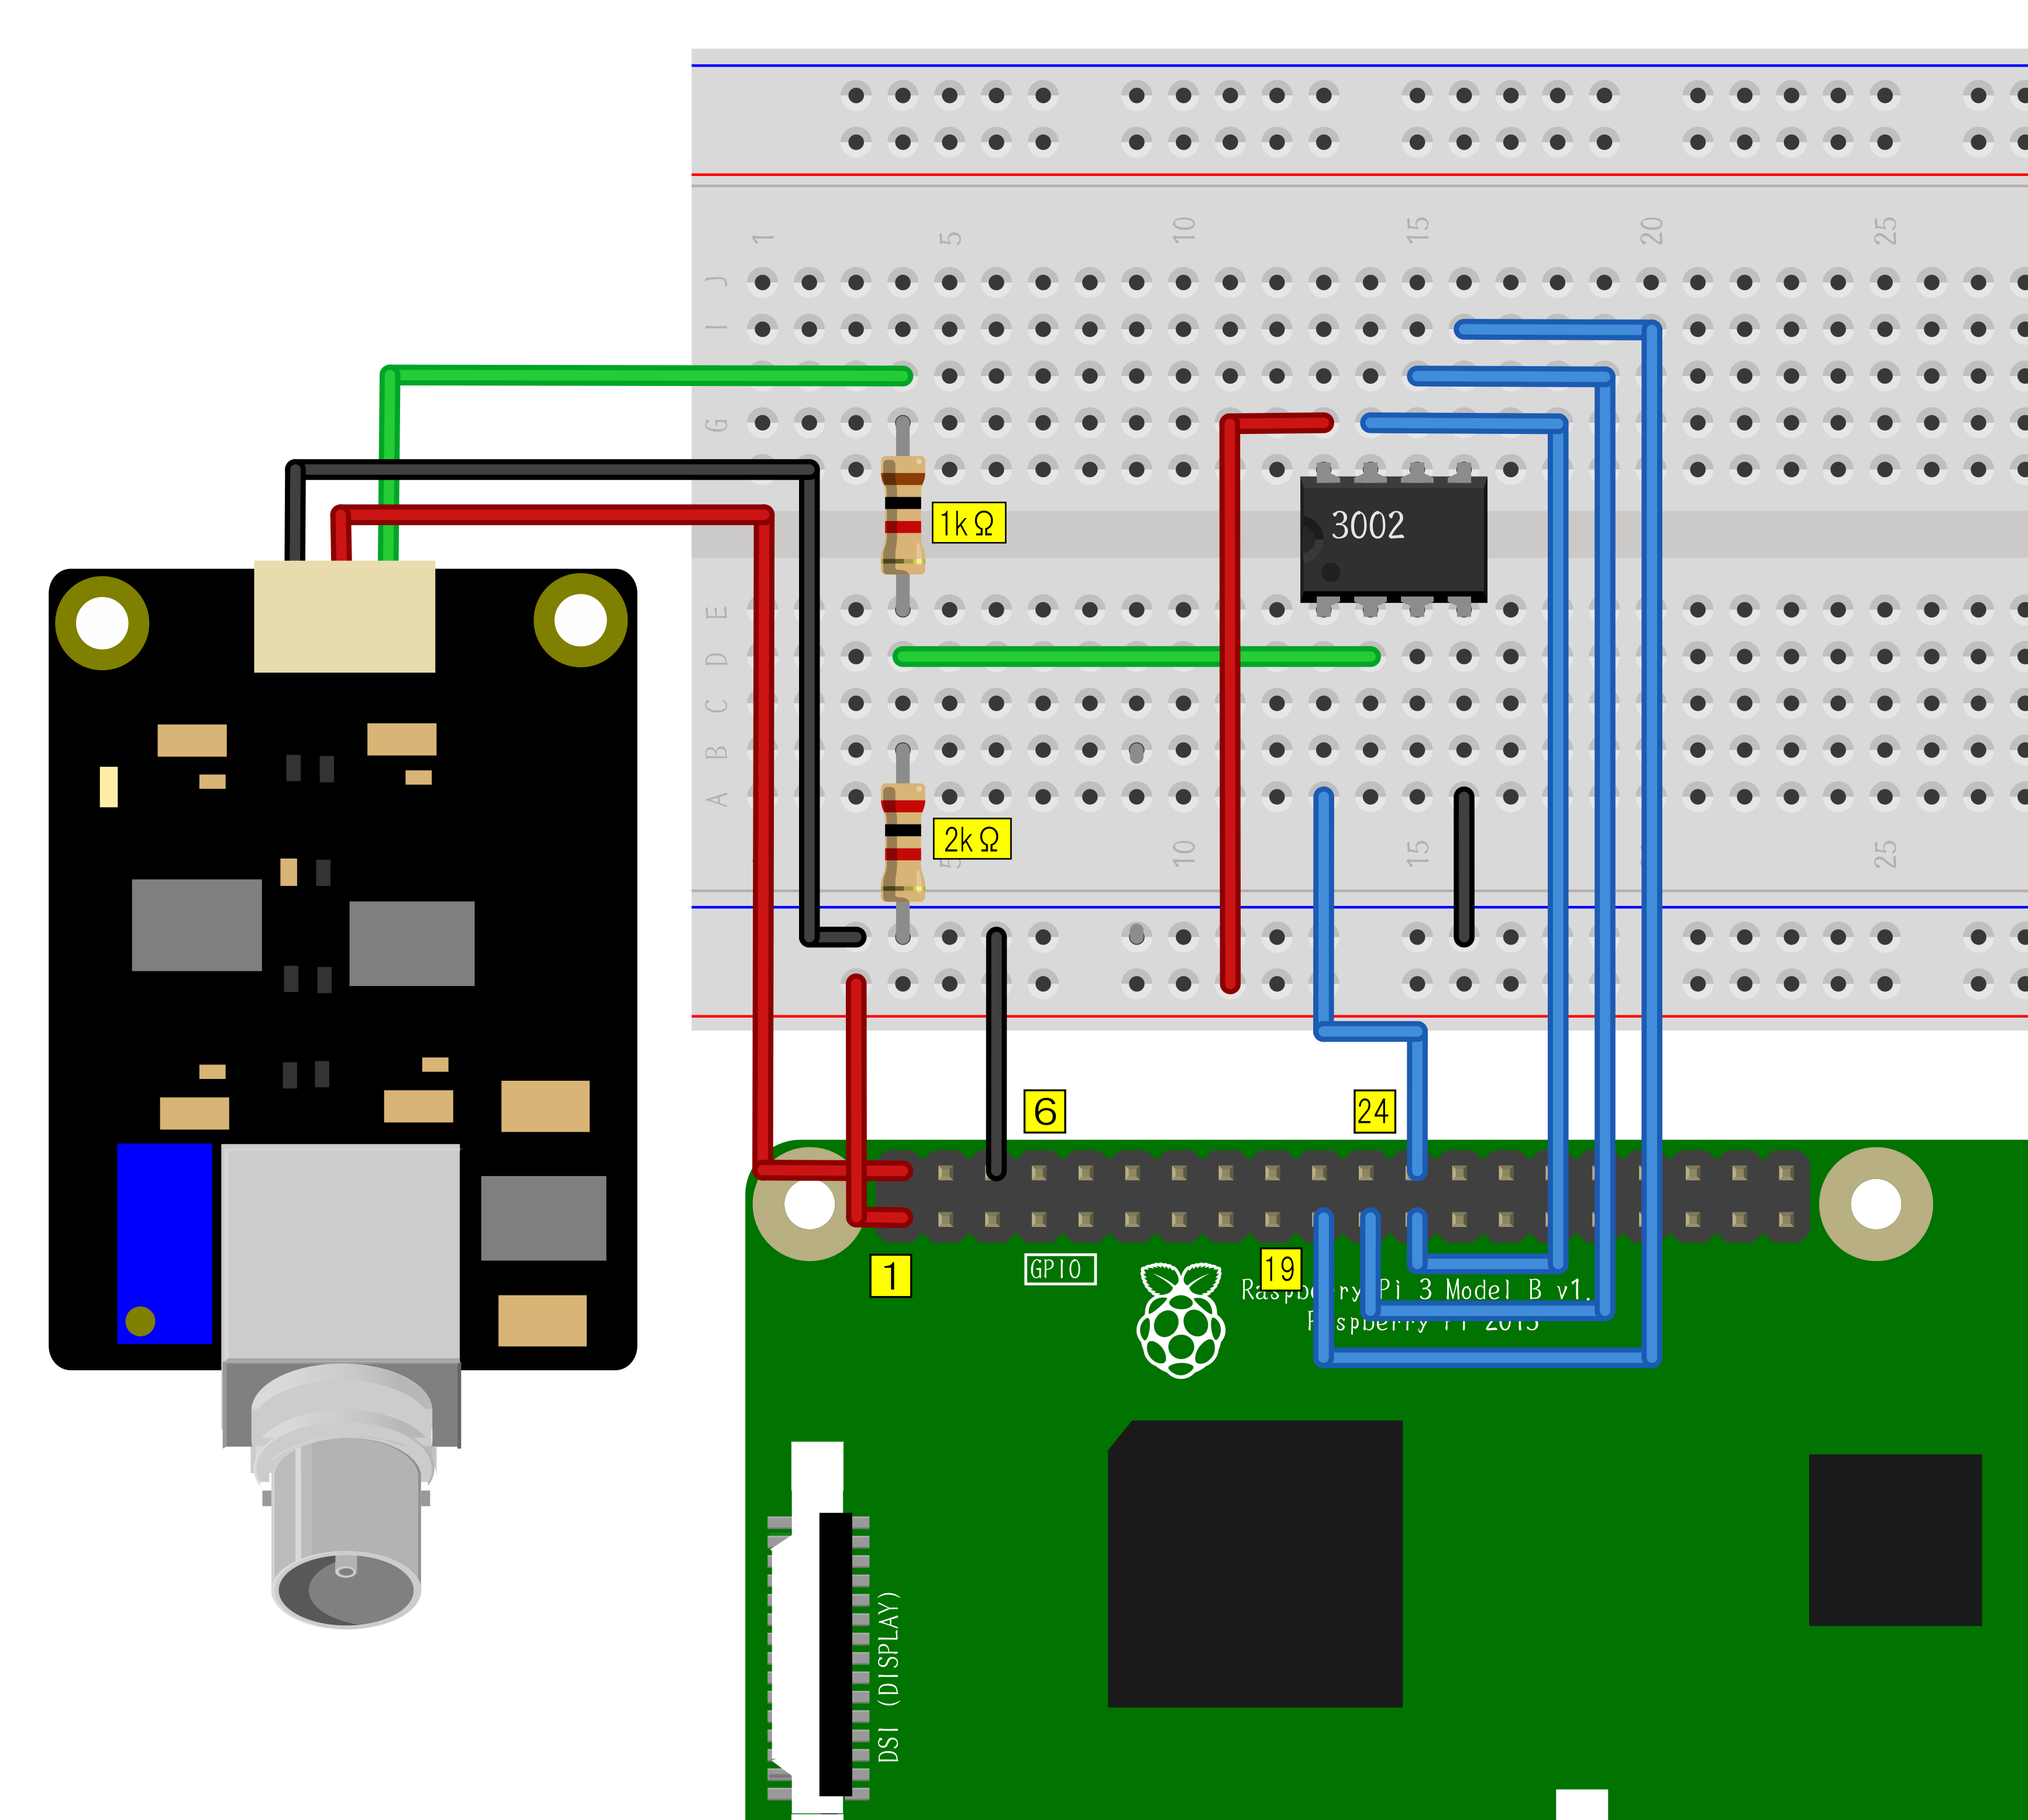 1 5 10 15 20 25
J
I
G
1kΩ
3002
E
D
C
B
A
2kΩ
5 10 15 25
6
24
1
GPIO
19
Raspberry Pi 3 Model B v1.
Raspberry Pi 2015
DSI (DISPLAY)